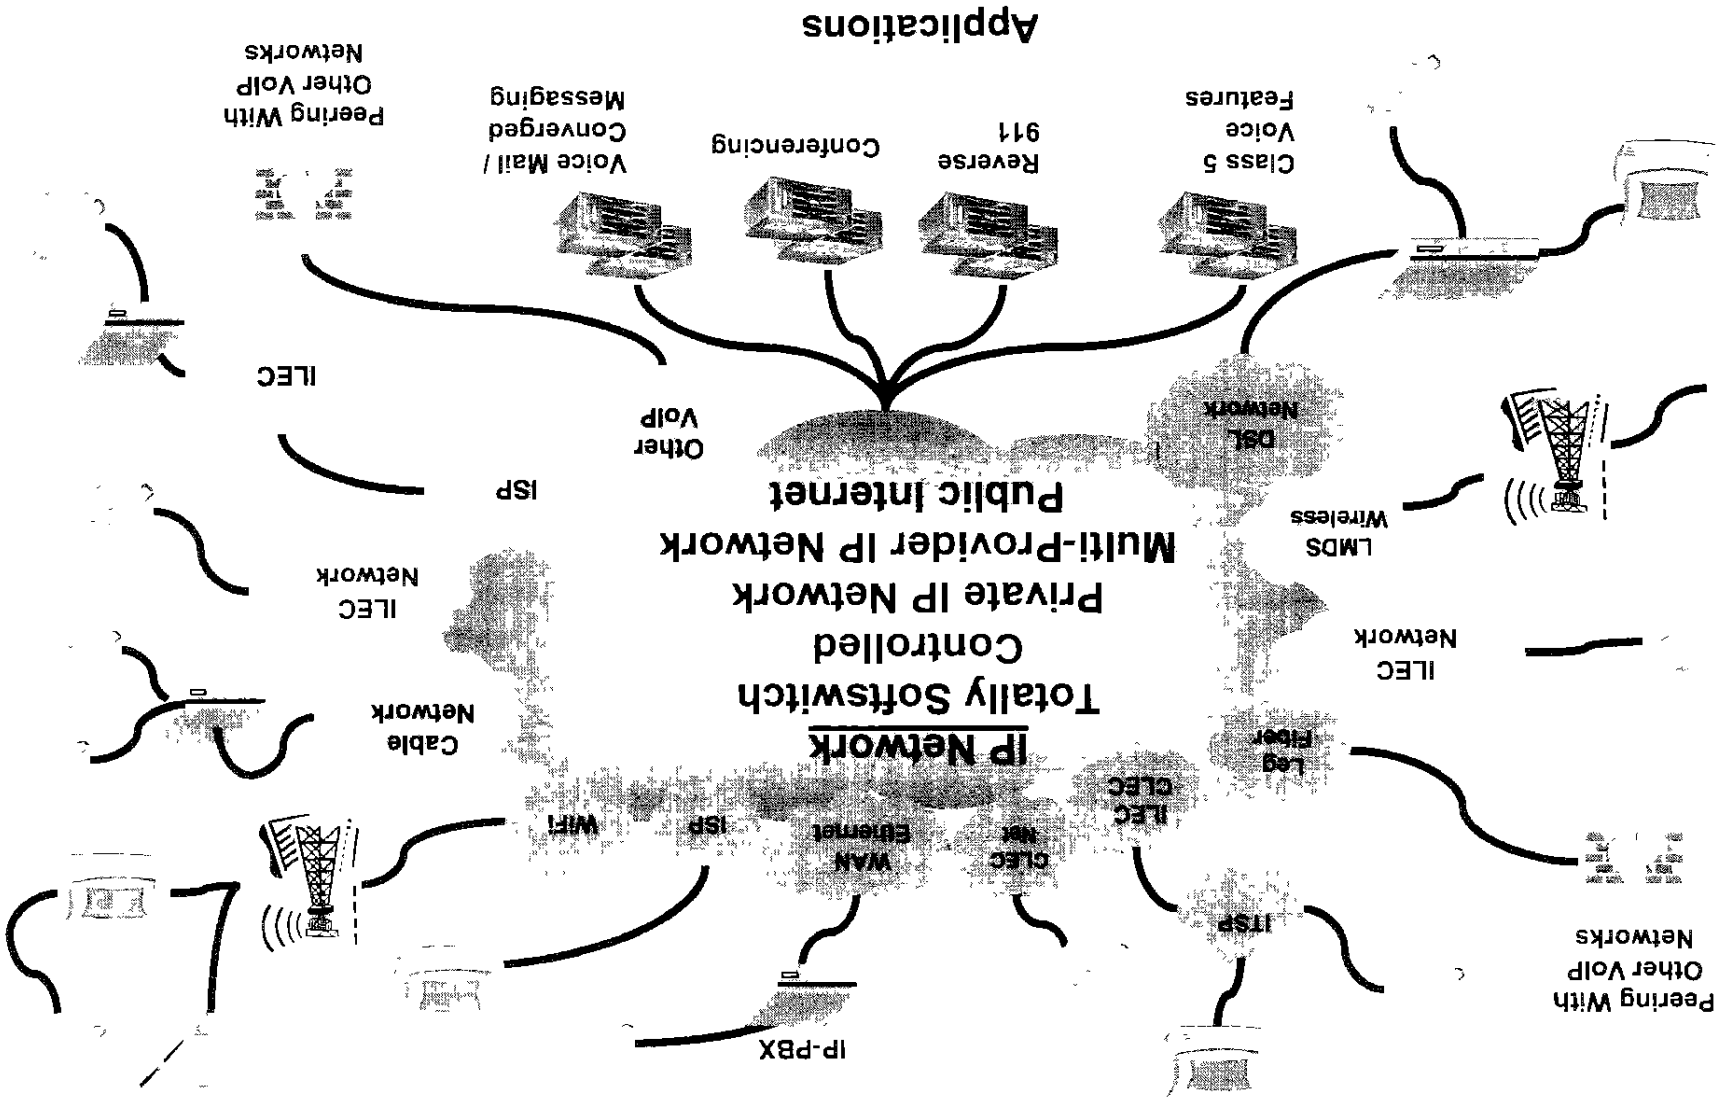 IP-PBX
Peering With
Other VoIP
Networks
ITSP
CLEC
Net
WAN
Ethernet
ILEC
CLEC
ISP
WiFi
Leg
Fiber
IP Network
Totally Softswitch
Controlled
Private IP Network
Multi-Provider IP Network
Public Internet
Cable
Network
ILEC
Network
ILEC
Network
LMDS
Wireless
ISP
DSL
Network
Other
VoIP
ILEC
Class 5
Voice
Features
Reverse
911
Conferencing
Voice Mail /
Converged
Messaging
Peering With
Other VoIP
Networks
Applications